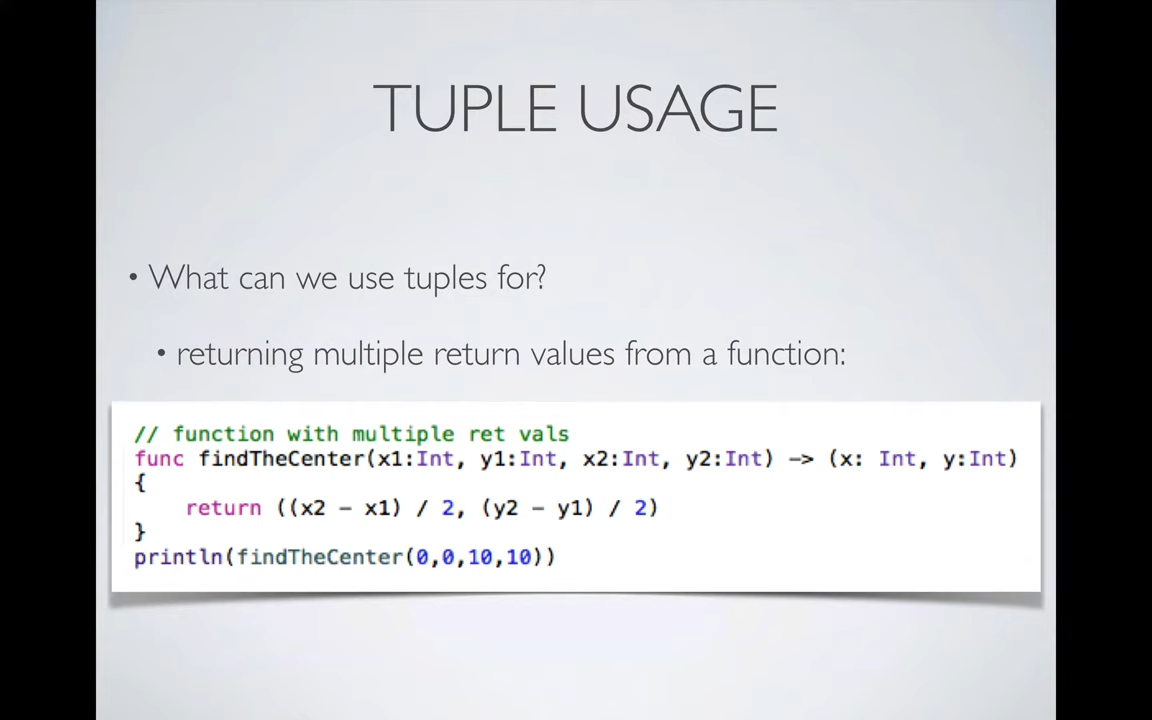 TUPLE USAGE
• What can we use tuples for?
• returning multiple return values from a function:
// function with multiple ret vals
func findTheCenter(x1:Int, y1:Int, x2:Int, y2:Int) -> (x: Int, y:Int)
{
return ((x2 - x1) / 2, (y2 - y1) / 2)
}
println(findTheCenter(0,0,10,10))